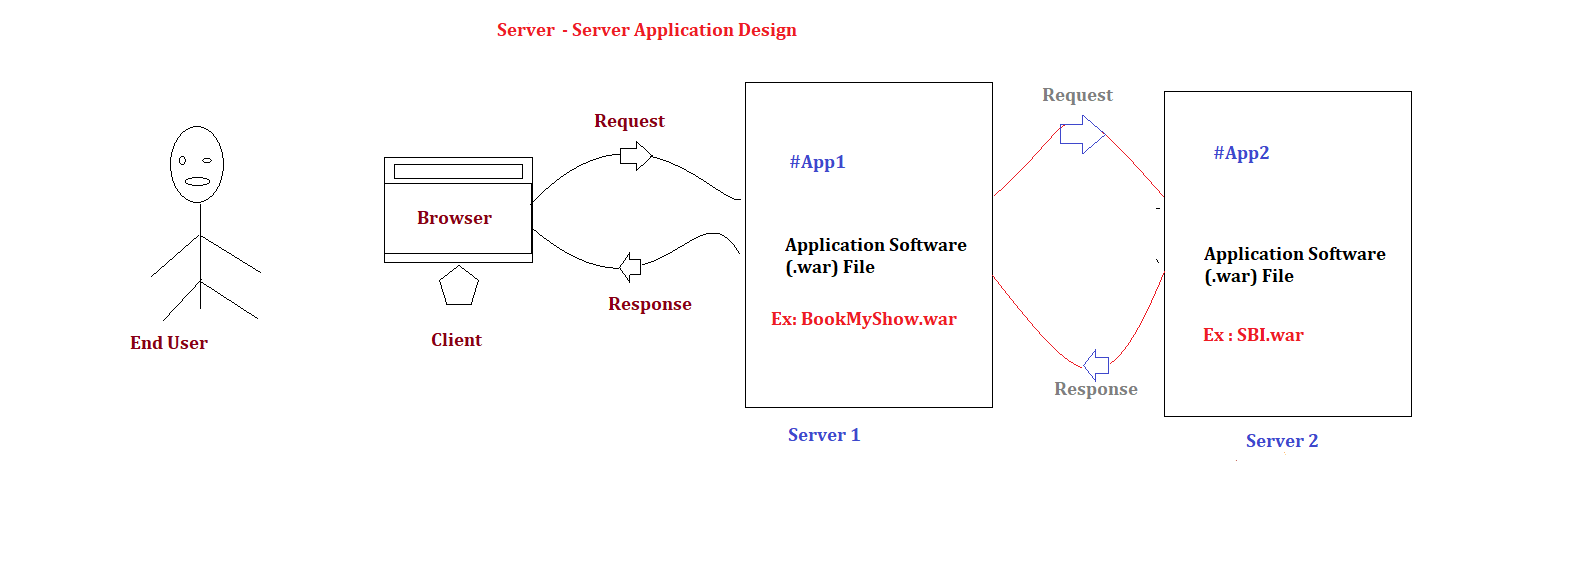 Server - Server Application Design
Request
Request
#App1
#App2
Browser
Application Software
(.war) File
Application Software
(.war) File
Response
Ex: BookMyShow.war
Ex : SBI.war
End User
Client
Response
Server 1
Server 2